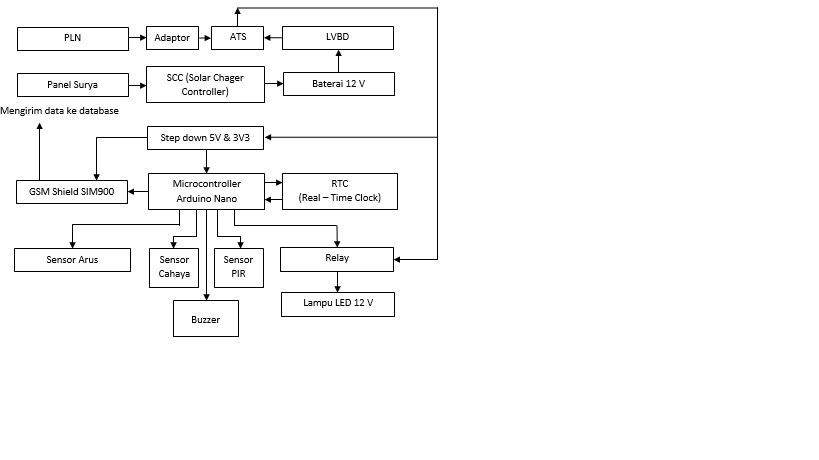 PLN
Adaptor
ATS
LVBD
Panel Surya
SCC (Solar Chager
Controller)
Baterai 12 V
Mengirim data ke database
Step down 5V & 3V3
GSM Shield SIM900
Microcontroller
Arduino Nano
RTC
(Real – Time Clock)
Sensor Arus
Sensor
Cahaya
Sensor
PIR
Relay
Lampu LED 12 V
Buzzer